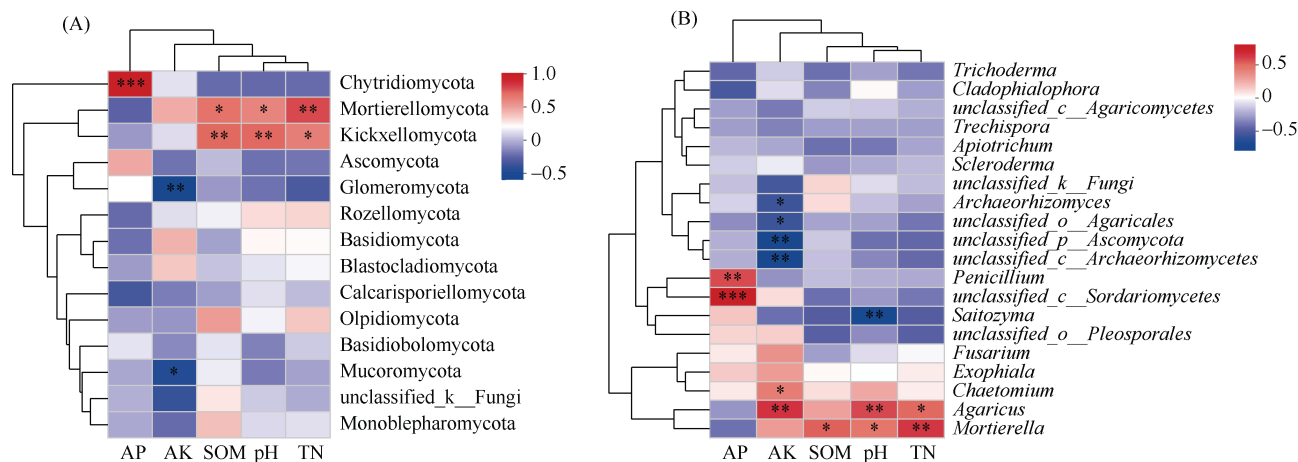 (A)
1.0
0.5
0
−0.5
*** Chytridiomycota
* * ** Mortierellomycota
** ** * Kickxellomycota
Ascomycota
** Glomeromycota
Rozellomycota
Basidiomycota
Blastocladiomycota
Calcarisporiellomycota
Olpidiomycota
Basidiobolomycota
* Mucoromycota
unclassified_k__Fungi
Monoblepharomycota
AP AK SOM pH TN
(B)
0.5
0
−0.5
Trichoderma
Cladophialophora
unclassified_c__Agaricomycetes
Trechispora
Apiotrichum
Scleroderma
unclassified_k__Fungi
* Archaeorhizomyces
* unclassified_o__Agaricales
** unclassified_p__Ascomycota
** unclassified_c__Archaeorhizomycetes
** Penicillium
*** unclassified_c__Sordariomycetes
** Saitozyma
unclassified_o__Pleosporales
Fusarium
Exophiala
* Chaetomium
** ** * Agaricus
* * ** Mortierella
AP AK SOM pH TN